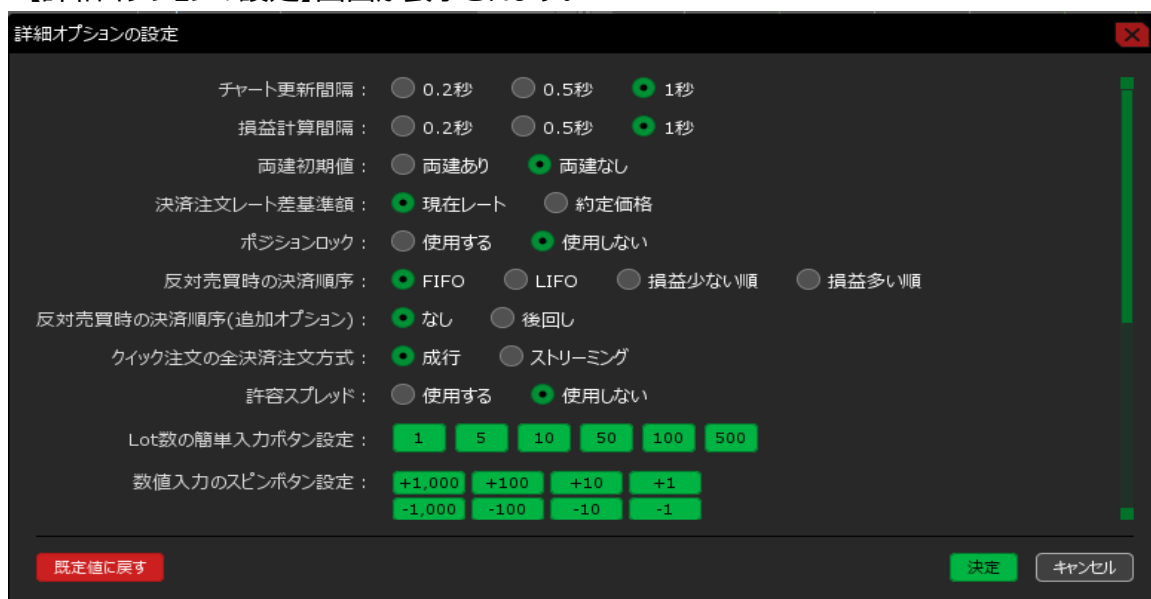 詳細オプションの設定
チャート更新間隔： 0.2秒 0.5秒 1秒
損益計算間隔： 0.2秒 0.5秒 1秒
両建初期値： 両建あり 両建なし
決済注文レート差基準額： 現在レート 約定価格
ポジションロック： 使用する 使用しない
反対売買時の決済順序： FIFO LIFO 損益少ない順 損益多い順
反対売買時の決済順序(追加オプション)： なし 後回し
クイック注文の全決済注文方式： 成行 ストリーミング
許容スプレッド： 使用する 使用しない
Lot数の簡単入力ボタン設定： 1 5 10 50 100 500
数値入力のスピンボタン設定： +1,000 +100 +10 +1
-1,000 -100 -10 -1
既定値に戻す 決定 キャンセル